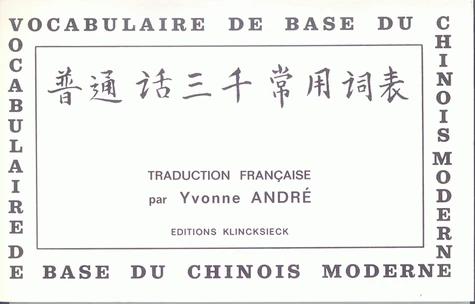 VOCABULAIRE DE BASE DU
CHINOIS MODERNE
VOCABULAIRE DE
BASE DU CHINOIS MODERNE
普通话三千常用词表
TRADUCTION FRANÇAISE
par Yvonne ANDRÉ
EDITIONS KLINCKSIECK